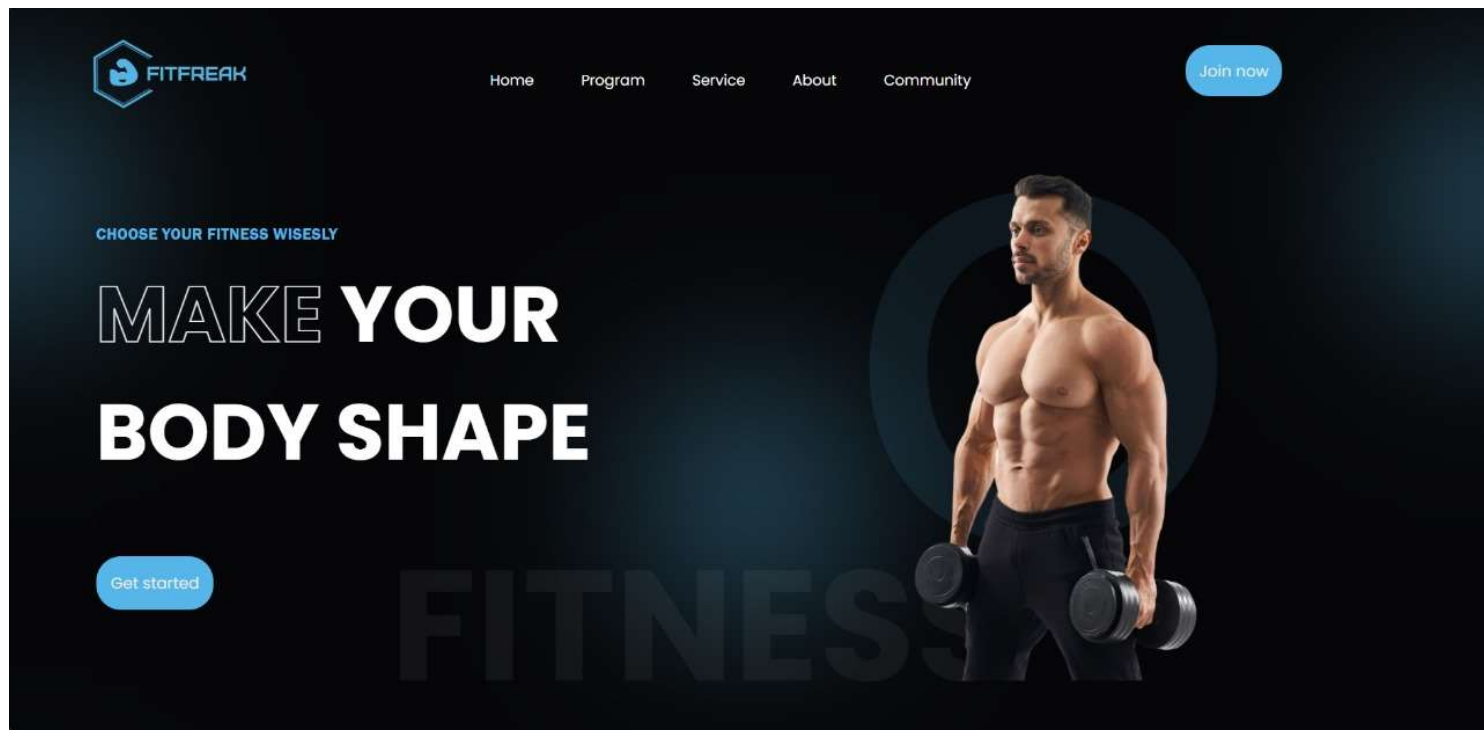 FITFREAK
Home Program Service About Community
Join now
CHOOSE YOUR FITNESS WISESLY
MAKE YOUR
BODY SHAPE
Get started
FITNESS